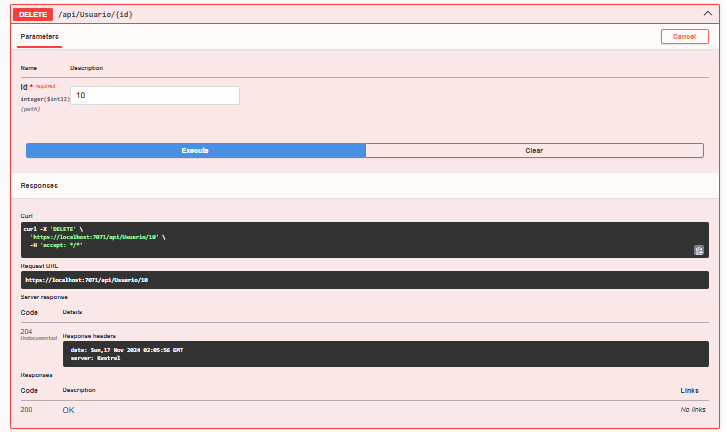 DELETE /api/Usuario/{id}
Parameters
Cancel
Name Description
id * required
integer($int32)
(path)
10
Execute Clear
Responses
Curl
curl -X 'DELETE' \
'https://localhost:7071/api/Usuario/10' \
-H 'accept: */*'
Request URL
https://localhost:7071/api/Usuario/10
Server response
Code Details
204
Undocumented
Response headers
date: Sun,17 Nov 2024 02:05:56 GMT
server: Kestrel
Responses
Code Description Links
200 OK No links